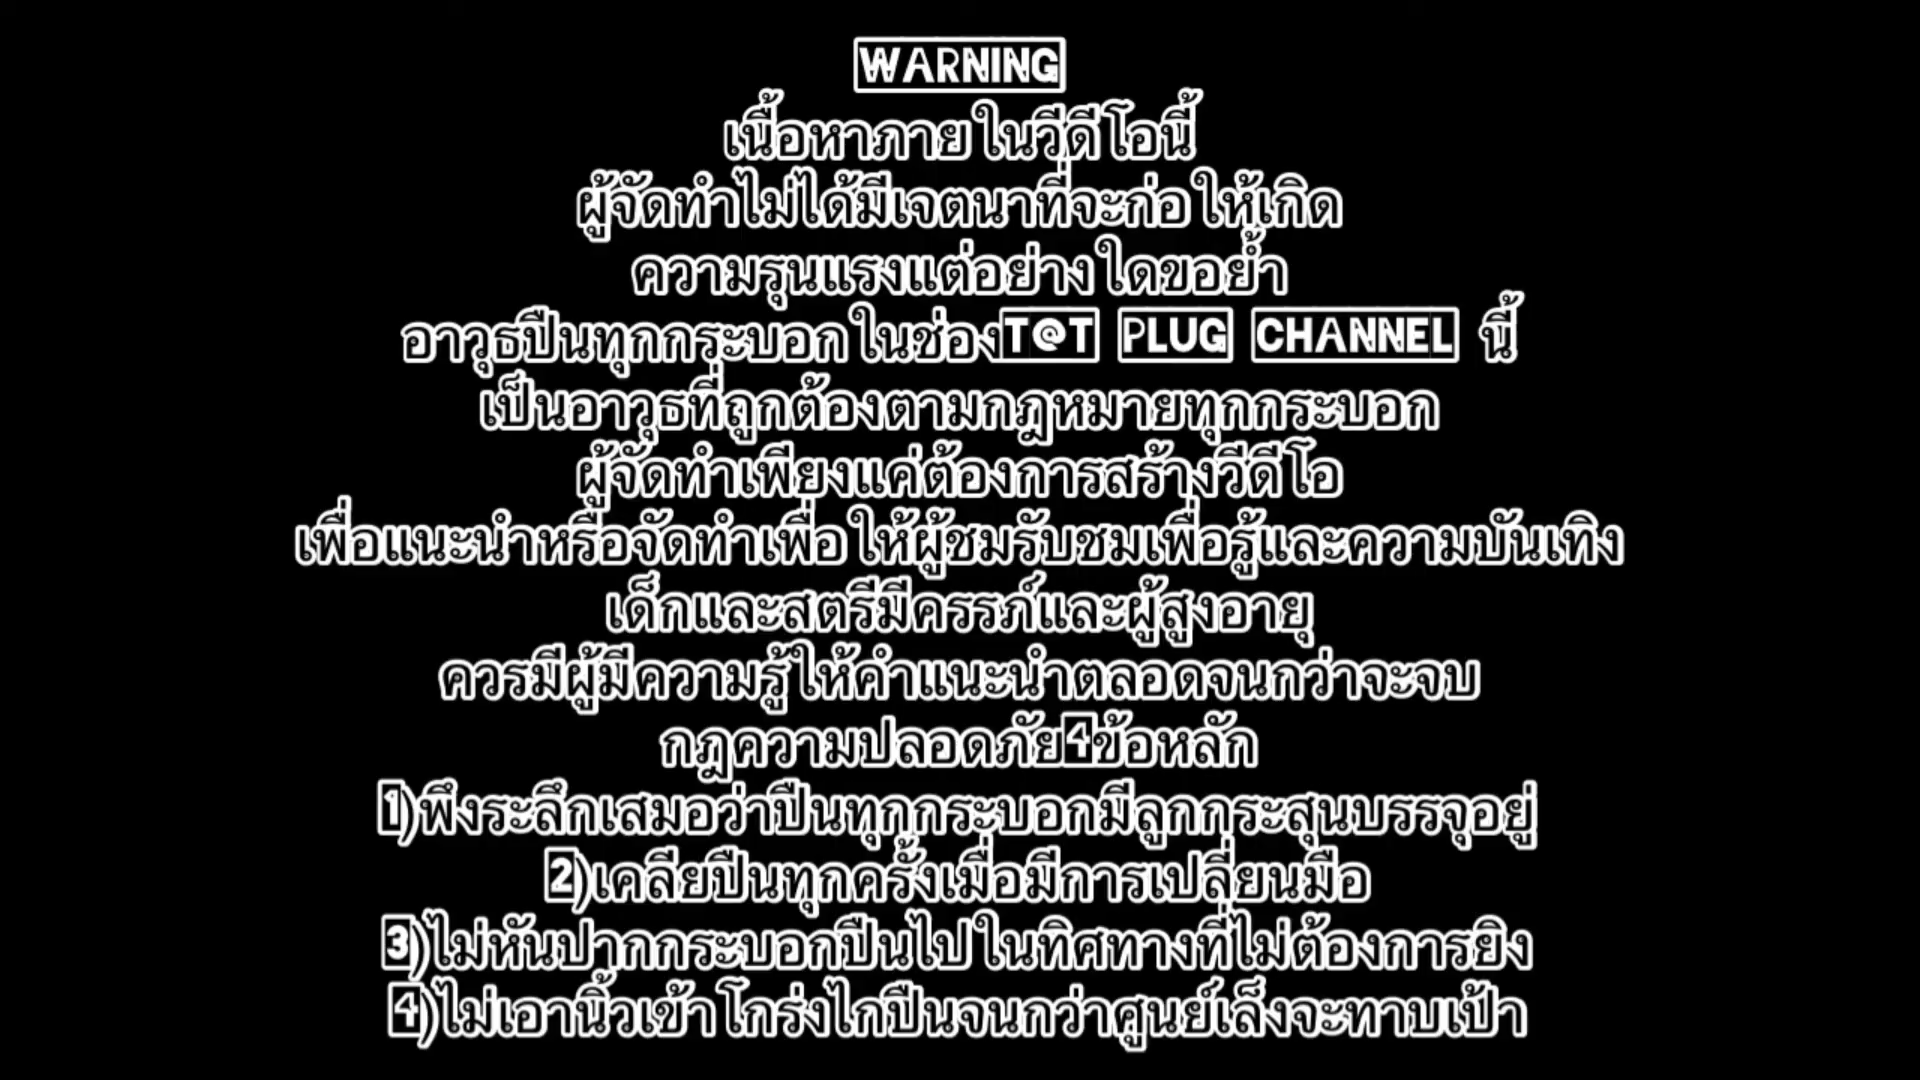 WARNING
เนื้อหาภายในวีดีโอนี้
ผู้จัดทำไม่ได้มีเจตนาที่จะก่อให้เกิด
ความรุนแรงแต่อย่างใดขอย้ำ
อาวุธปืนทุกกระบอกในช่องT@T PLUG CHANNEL นี้
เป็นอาวุธที่ถูกต้องตามกฎหมายทุกกระบอก
ผู้จัดทำเพียงแค่ต้องการสร้างวีดีโอ
เพื่อแนะนำหรือจัดทำเพื่อให้ผู้ชมรับชมเพื่อรู้และความบันเทิง
เด็กและสตรีมีครรภ์และผู้สูงอายุ
ควรมีผู้มีความรู้ให้คำแนะนำตลอดจนกว่าจะจบ
กฎความปลอดภัย4ข้อหลัก
1)พึงระลึกเสมอว่าปืนทุกกระบอกมีลูกกระสุนบรรจุอยู่
2)เคลียปืนทุกครั้งเมื่อมีการเปลี่ยนมือ
3)ไม่หันปากกระบอกปืนไปในทิศทางที่ไม่ต้องการยิง
4)ไม่เอานิ้วเข้าโกร่งไกปืนจนกว่าศูนย์เล็งจะทาบเป้า